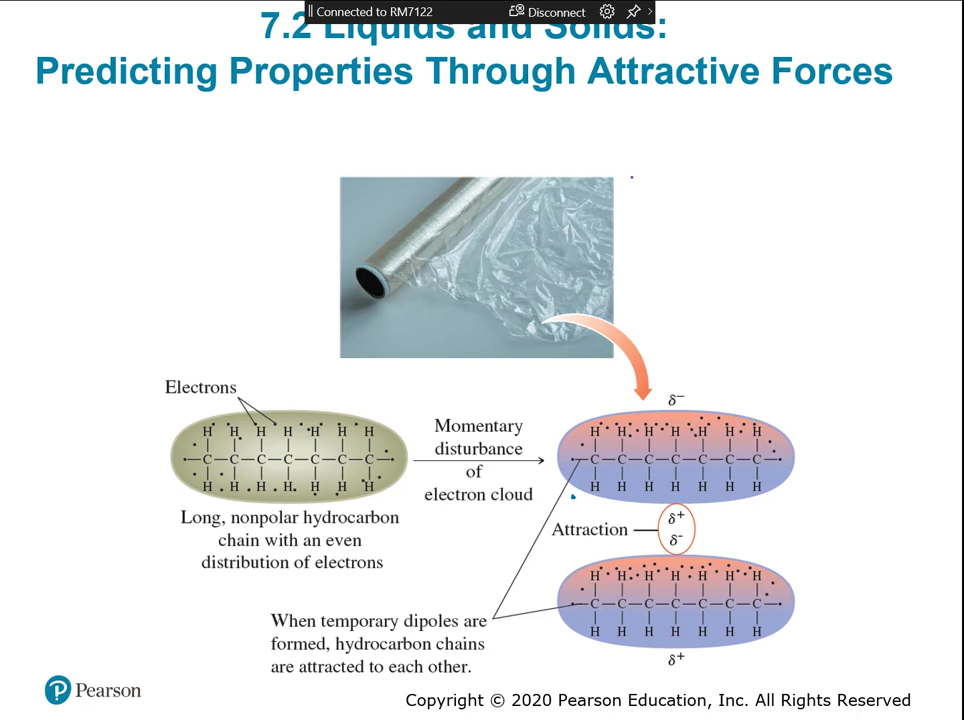 Connected to RM7122
Disconnect
7.2 Liquids and Solids:
Predicting Properties Through Attractive Forces
Electrons
H H H H H H H
C—C—C—C—C—C—C
H H H H H H H
Long, nonpolar hydrocarbon
chain with an even
distribution of electrons
Momentary
disturbance
of
electron cloud
δ−
H H H H H H H
C—C—C—C—C—C—C
H H H H H H H
Attraction
δ+
δ-
H H H H H H H
C—C—C—C—C—C—C
H H H H H H H
δ+
When temporary dipoles are
formed, hydrocarbon chains
are attracted to each other.
P Pearson
Copyright © 2020 Pearson Education, Inc. All Rights Reserved